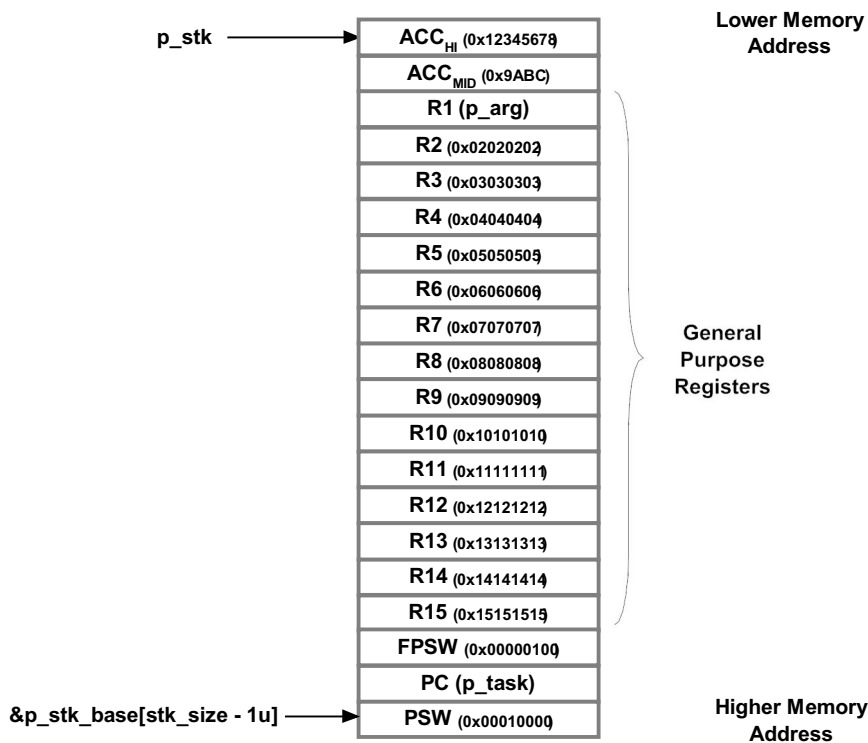 p_stk
ACC_HI (0x12345678)
Lower Memory
Address
ACC_MID (0x9ABC)
R1 (p_arg)
R2 (0x02020202)
R3 (0x03030303)
R4 (0x04040404)
R5 (0x05050505)
R6 (0x06060606)
R7 (0x07070707)
R8 (0x08080808)
R9 (0x09090909)
R10 (0x10101010)
R11 (0x11111111)
R12 (0x12121212)
R13 (0x13131313)
R14 (0x14141414)
R15 (0x15151515)
General
Purpose
Registers
FPSW (0x00000100)
PC (p_task)
&p_stk_base[stk_size - 1u]
PSW (0x00010000)
Higher Memory
Address